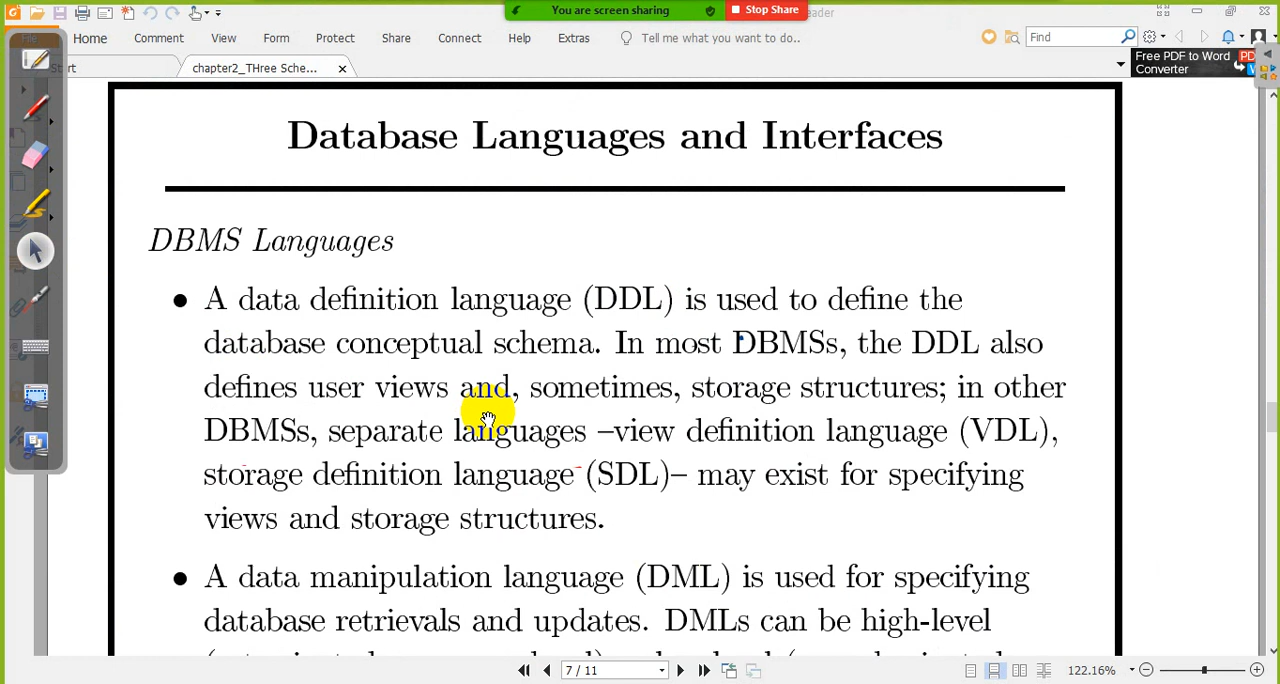 You are screen sharing
Stop Share
eader
File
Home
Comment
View
Form
Protect
Share
Connect
Help
Extras
Tell me what you want to do..
Find
tart
chapter2_THree Sche...
Free PDF to Word
Converter
Database Languages and Interfaces
DBMS Languages
• A data definition language (DDL) is used to define the
database conceptual schema. In most DBMSs, the DDL also
defines user views and, sometimes, storage structures; in other
DBMSs, separate languages –view definition language (VDL),
storage definition language (SDL)– may exist for specifying
views and storage structures.
• A data manipulation language (DML) is used for specifying
database retrievals and updates. DMLs can be high-level
7 / 11
122.16%